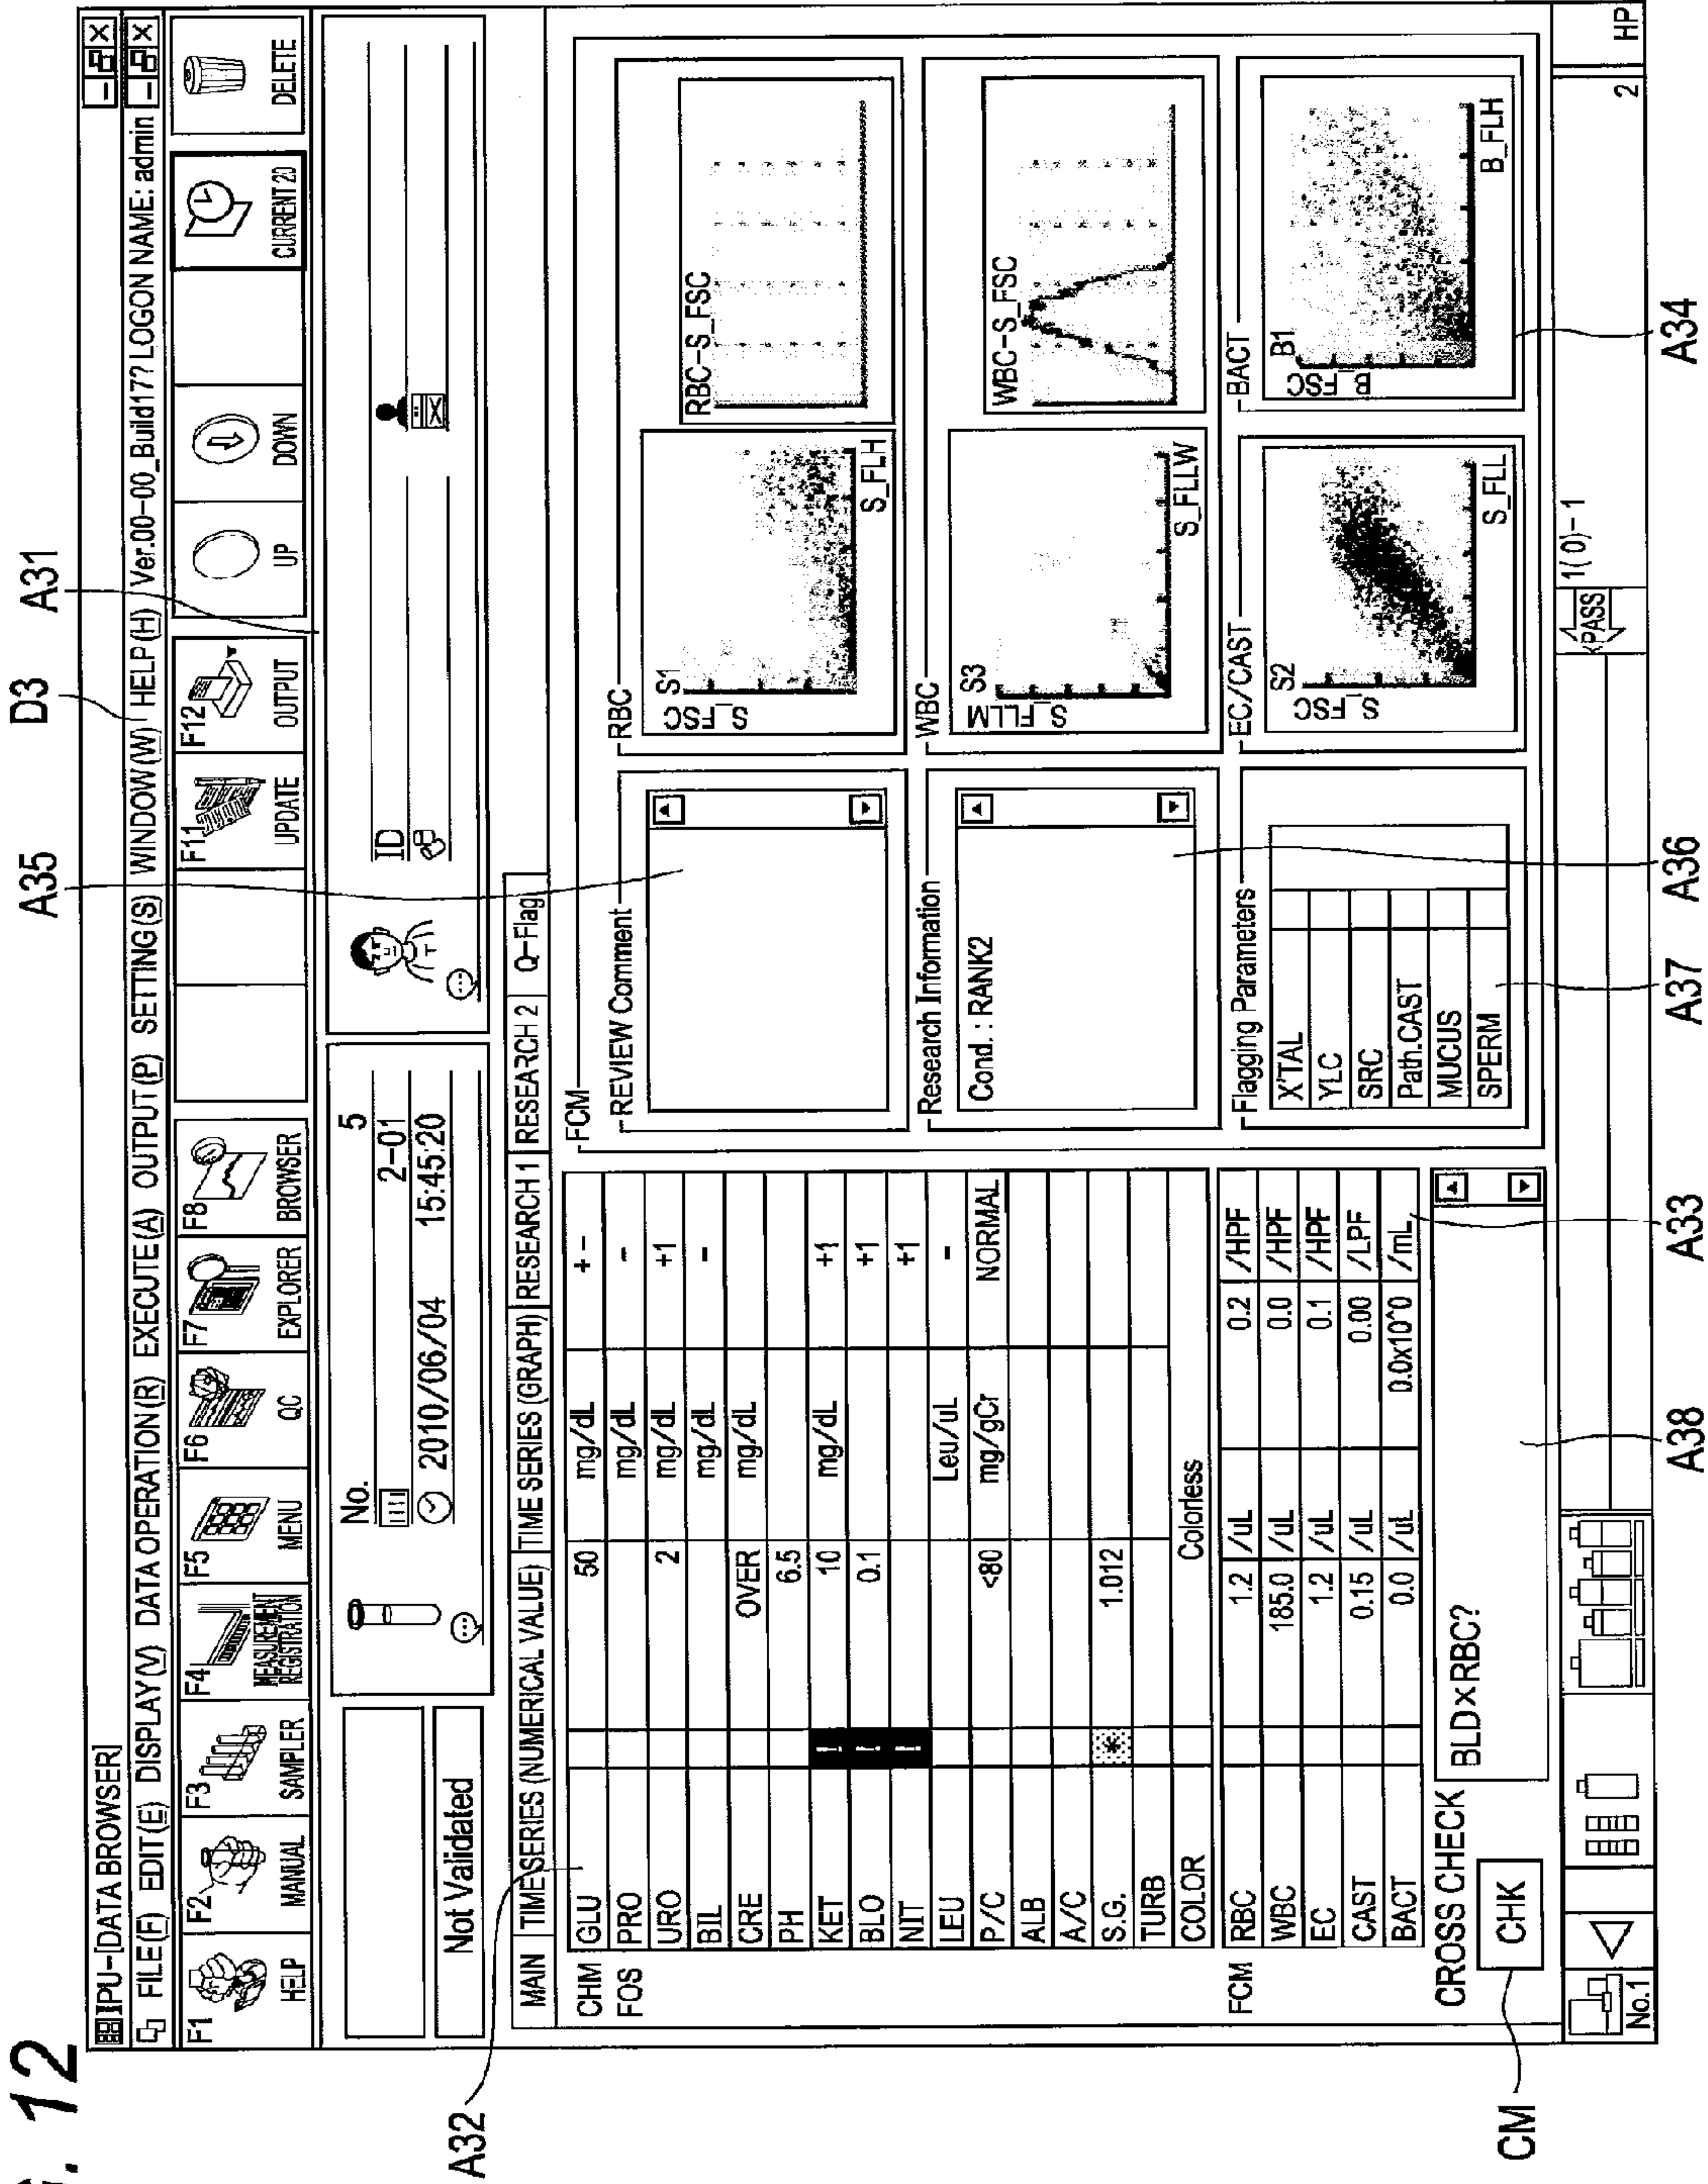 G. 12
D3
A31
A35
IPU-[DATA BROWSER]
FILE(F) EDIT(E) DISPLAY(V) DATA OPERATION(R) EXECUTE(A) OUTPUT(P) SETTING(S) WINDOW(W) HELP(H) Ver.00-00_Build17? LOGON NAME: admin
F1 HELP
F2 MANUAL
F3 SAMPLER
F4 MEASUREMENT REGISTRATION
F5 MENU
F6 QC
F7 EXPLORER
F8 BROWSER
F11 UPDATE
F12 OUTPUT
UP
DOWN
CURRENT 20
DELETE
Not Validated
No. 5
2-01
2010/06/04 15:45:20
ID
MAIN TIME SERIES (NUMERICAL VALUE) TIME SERIES (GRAPH) RESEARCH 1 RESEARCH 2 Q-Flag
A32
CHM GLU 50 mg/dL +-
FOS PRO mg/dL -
URO 2 mg/dL +1
BIL mg/dL -
CRE OVER mg/dL
PH 6.5
KET ! 10 mg/dL +1
BLO ! 0.1 +1
NIT ! +1
LEU Leu/uL -
P/C <80 mg/gCr NORMAL
ALB
A/C
S.G. * 1.012
TURB
COLOR Colorless
FCM RBC 1.2 /uL 0.2 /HPF
WBC 185.0 /uL 0.0 /HPF
EC 1.2 /uL 0.1 /HPF
CAST 0.15 /uL 0.00 /LPF
BACT 0.0 /uL 0.0x10^0 /mL
CROSS CHECK
CHK
BLD×RBC?
FCM
REVIEW Comment
Research Information
Cond. : RANK2
Flagging Parameters
X'TAL
YLC
SRC
Path.CAST
MUCUS
SPERM
RBC
S1
S_FSC
S_FLH
RBC-S_FSC
WBC
S3
S_FLLM
S_FLLW
WBC-S_FSC
EC/CAST
S2
S_FSC
S_FLL
BACT
B1
B_FSC
B_FLH
No.1
PASS
1( 0)- 1
2
HP
CM
A38
A33
A37
A36
A34